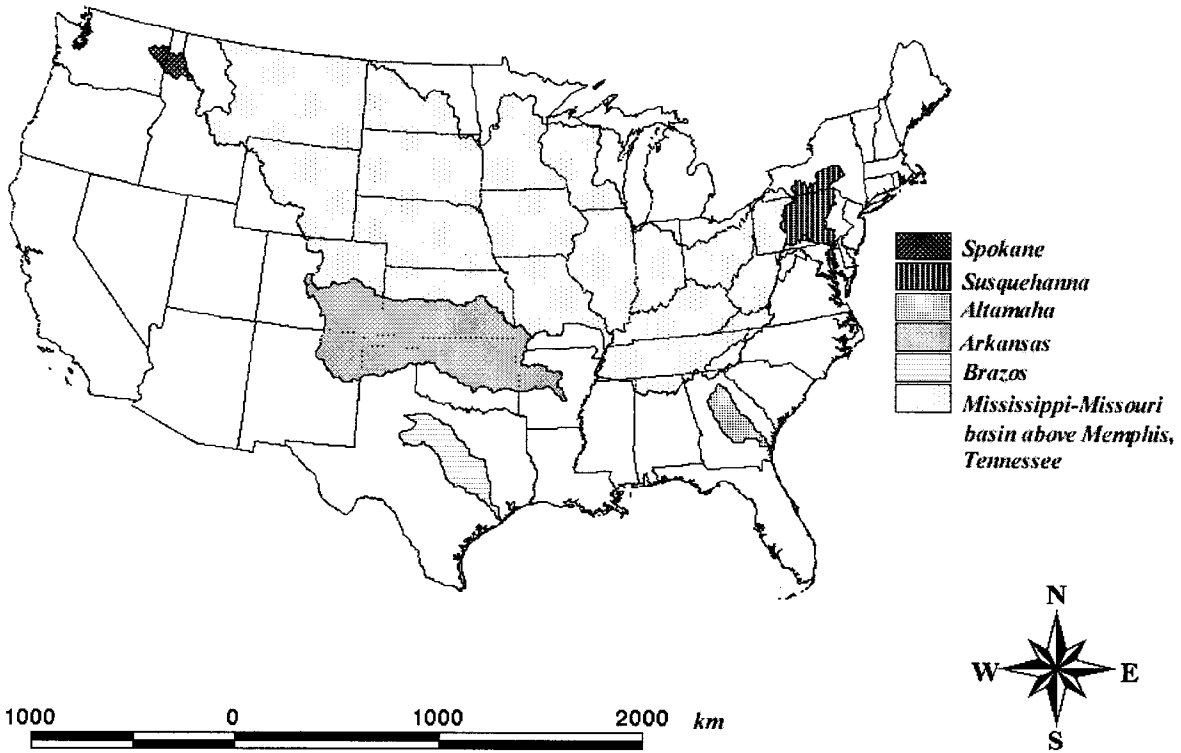 Spokane
Susquehanna
Altamaha
Arkansas
Brazos
Mississippi-Missouri
basin above Memphis,
Tennessee
N
W E
S
1000 0 1000 2000 km